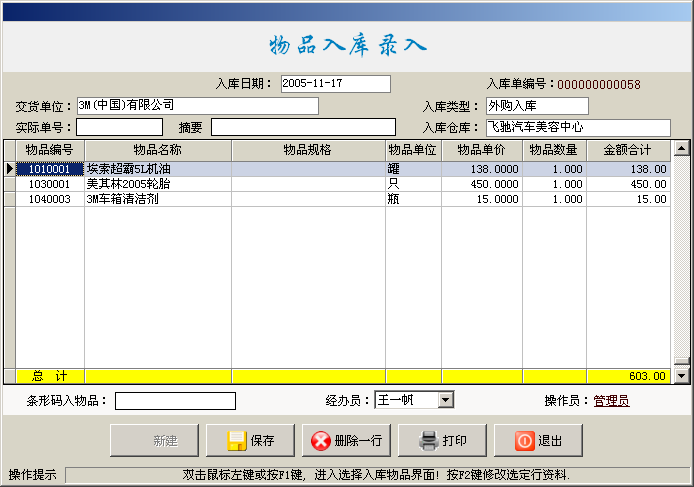 物品入库录入
入库日期： 2005-11-17 入库单编号：000000000058
交货单位： 3M(中国)有限公司 入库类型： 外购入库
实际单号： 摘要 入库仓库： 飞驰汽车美容中心
物品编号 物品名称 物品规格 物品单位 物品单价 物品数量 金额合计
1010001 埃索超霸5L机油 罐 138.0000 1.000 138.00
1030001 美其林2005轮胎 只 450.0000 1.000 450.00
1040003 3M车箱清洁剂 瓶 15.0000 1.000 15.00
总 计 603.00
条形码入物品： 经办员： 王一帆 操作员： 管理员
新建 保存 删除一行 打印 退出
操作提示 双击鼠标左键或按F1键, 进入选择入库物品界面! 按F2键修改选定行资料.